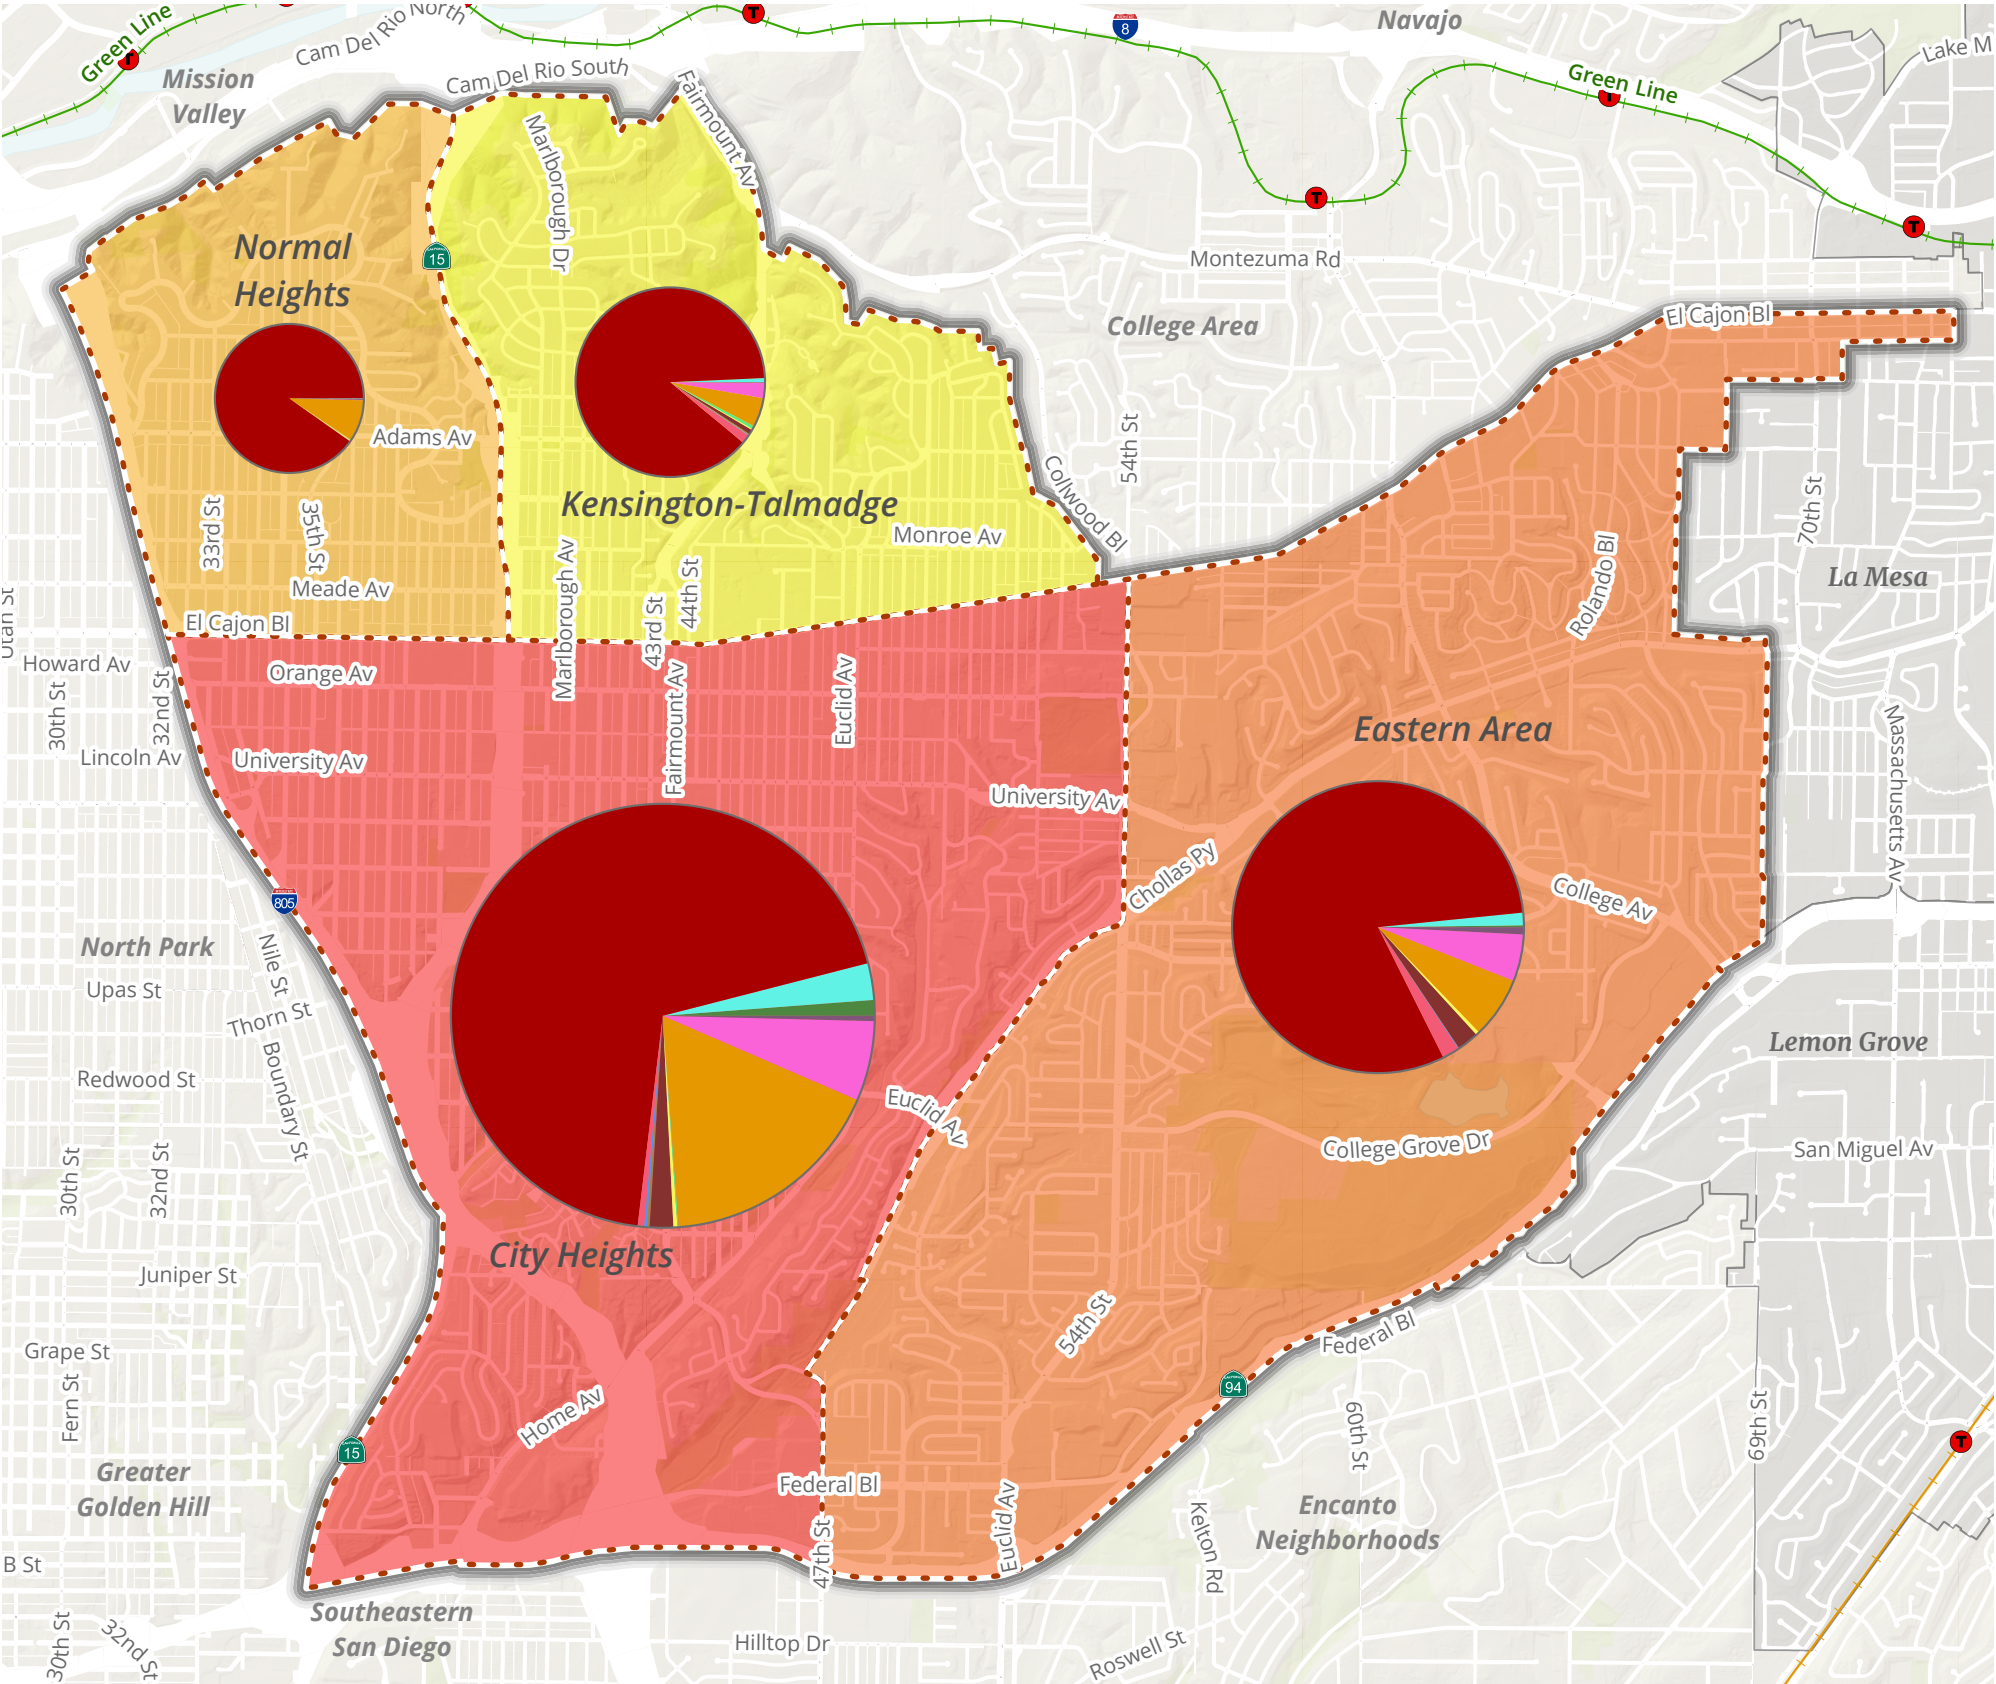 Green Line
Cam Del Rio North
Mission
Valley
Cam Del Rio South
Fairmount Av
T
T
8
Navajo
Green Line
T
Lake M
Marlborough Dr
Normal
Heights
15
T
T
Montezuma Rd
College Area
El Cajon Bl
Adams Av
Kensington-Talmadge
Monroe Av
Collwood Bl
54th St
33rd St
35th St
Meade Av
El Cajon Bl
Marlborough Av
43rd St
44th St
Rolando Bl
70th St
La Mesa
Utah St
Howard Av
30th St
32nd St
Lincoln Av
Orange Av
University Av
Fairmount Av
Euclid Av
University Av
Eastern Area
Massachusetts Av
Chollas Py
College Av
805
North Park
Nile St
Upas St
Thorn St
Boundary St
Redwood St
Lemon Grove
Euclid Av
College Grove Dr
San Miguel Av
30th St
32nd St
City Heights
Juniper St
54th St
Federal Bl
Grape St
Fern St
Home Av
94
60th St
69th St
15
T
Greater
Golden Hill
Federal Bl
Euclid Av
47th St
Kelton Rd
Encanto
Neighborhoods
B St
30th St
32nd St
Southeastern
San Diego
Hilltop Dr
Roswell St